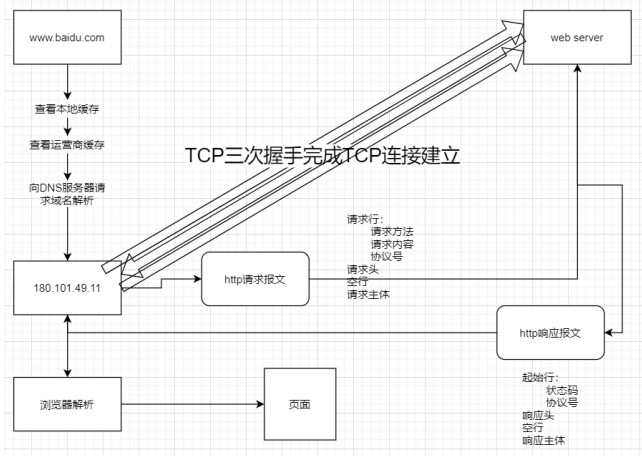 www.baidu.com
web server
查看本地缓存
查看运营商缓存
向DNS服务器请
求域名解析
TCP三次握手完成TCP连接建立
180.101.49.11
http请求报文
请求行：
请求方法
请求内容
协议号
请求头
空行
请求主体
http响应报文
起始行：
状态码
协议号
响应头
空行
响应主体
浏览器解析
页面